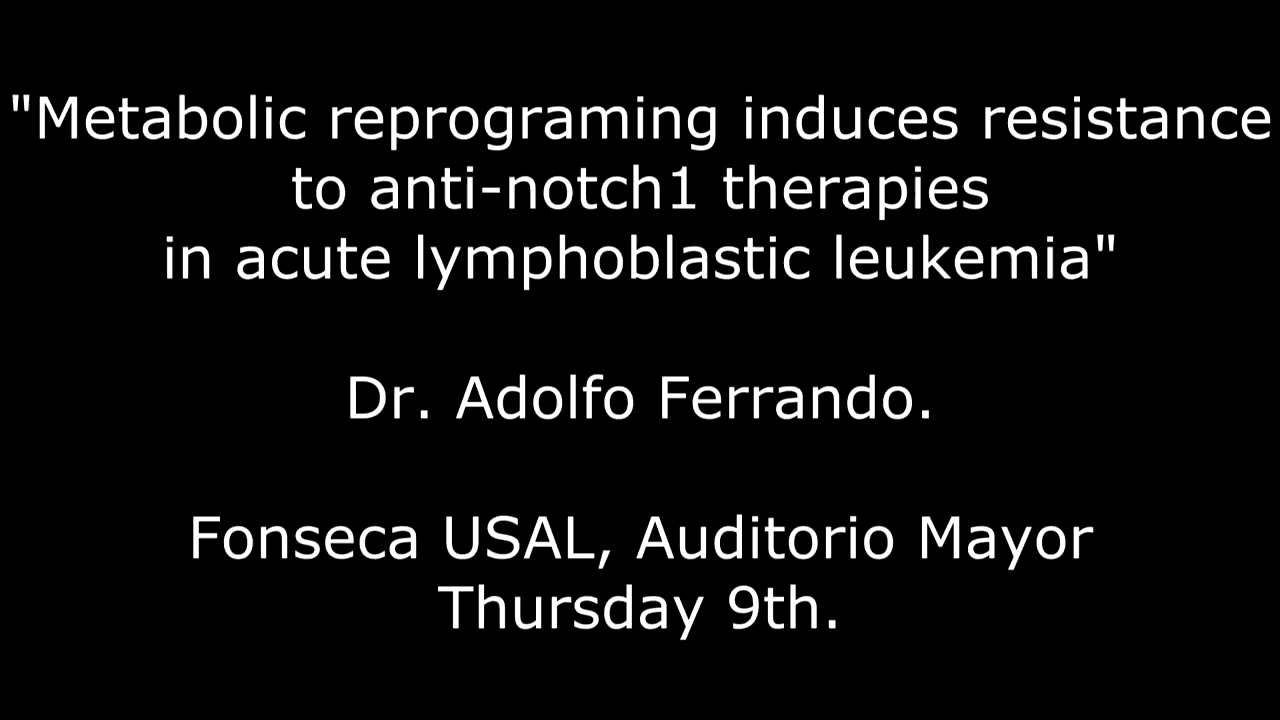 "Metabolic reprograming induces resistance
to anti-notch1 therapies
in acute lymphoblastic leukemia"
Dr. Adolfo Ferrando.
Fonseca USAL, Auditorio Mayor
Thursday 9th.